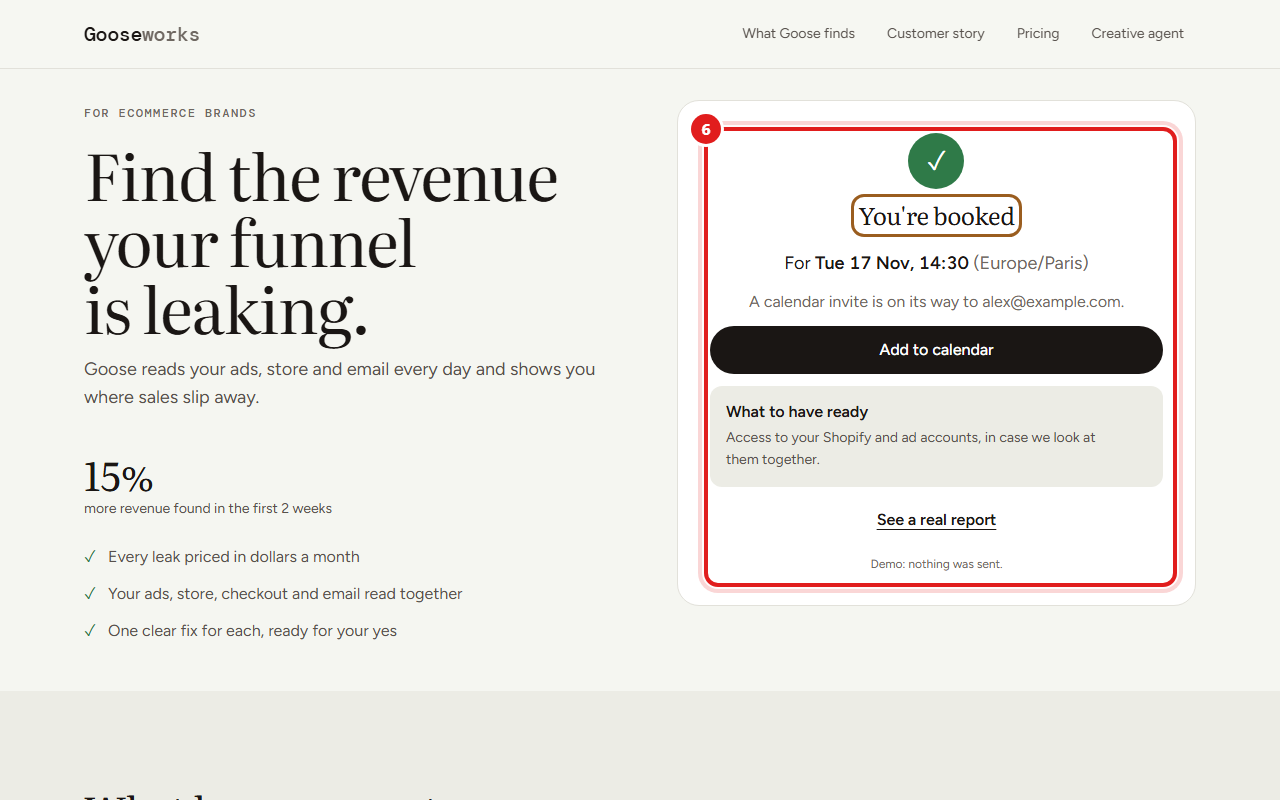 Gooseworks
What Goose finds
Customer story
Pricing
Creative agent
FOR ECOMMERCE BRANDS
Find the revenue
your funnel
is leaking.
Goose reads your ads, store and email every day and shows you
where sales slip away.
15%
more revenue found in the first 2 weeks
✓ Every leak priced in dollars a month
✓ Your ads, store, checkout and email read together
✓ One clear fix for each, ready for your yes
6
✓
You're booked
For Tue 17 Nov, 14:30 (Europe/Paris)
A calendar invite is on its way to alex@example.com.
Add to calendar
What to have ready
Access to your Shopify and ad accounts, in case we look at
them together.
See a real report
Demo: nothing was sent.